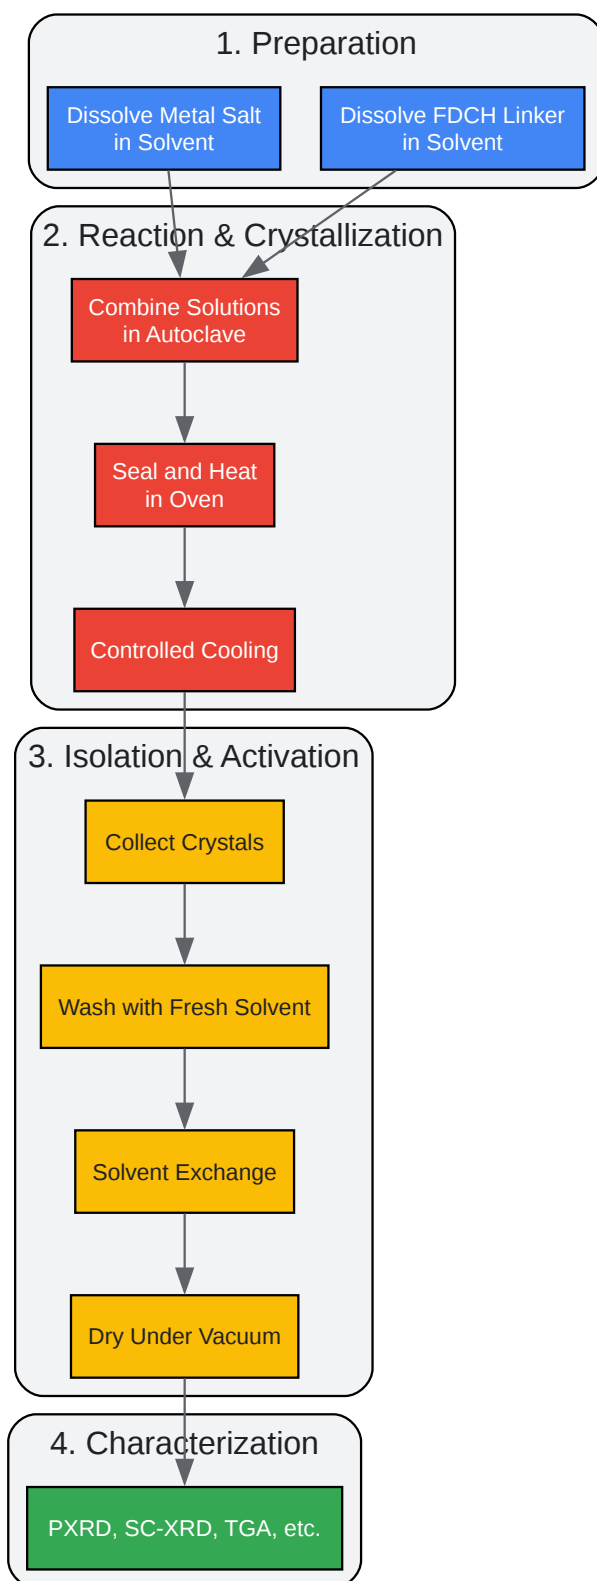 1. Preparation
Dissolve Metal Salt
in Solvent
Dissolve FDCH Linker
in Solvent
2. Reaction & Crystallization
Combine Solutions
in Autoclave
Seal and Heat
in Oven
Controlled Cooling
3. Isolation & Activation
Collect Crystals
Wash with Fresh Solvent
Solvent Exchange
Dry Under Vacuum
4. Characterization
PXRD, SC-XRD, TGA, etc.